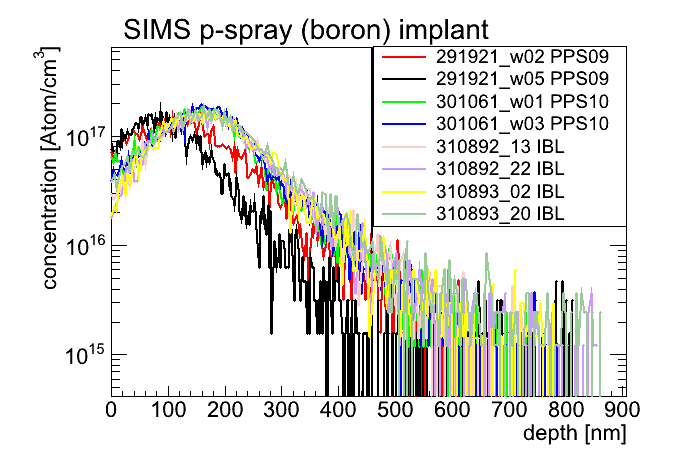 SIMS p-spray (boron) implant
concentration [Atom/cm³]
291921_w02 PPS09
291921_w05 PPS09
301061_w01 PPS10
301061_w03 PPS10
310892_13 IBL
310892_22 IBL
310893_02 IBL
310893_20 IBL
10¹⁷
10¹⁶
10¹⁵
0 100 200 300 400 500 600 700 800 900
depth [nm]